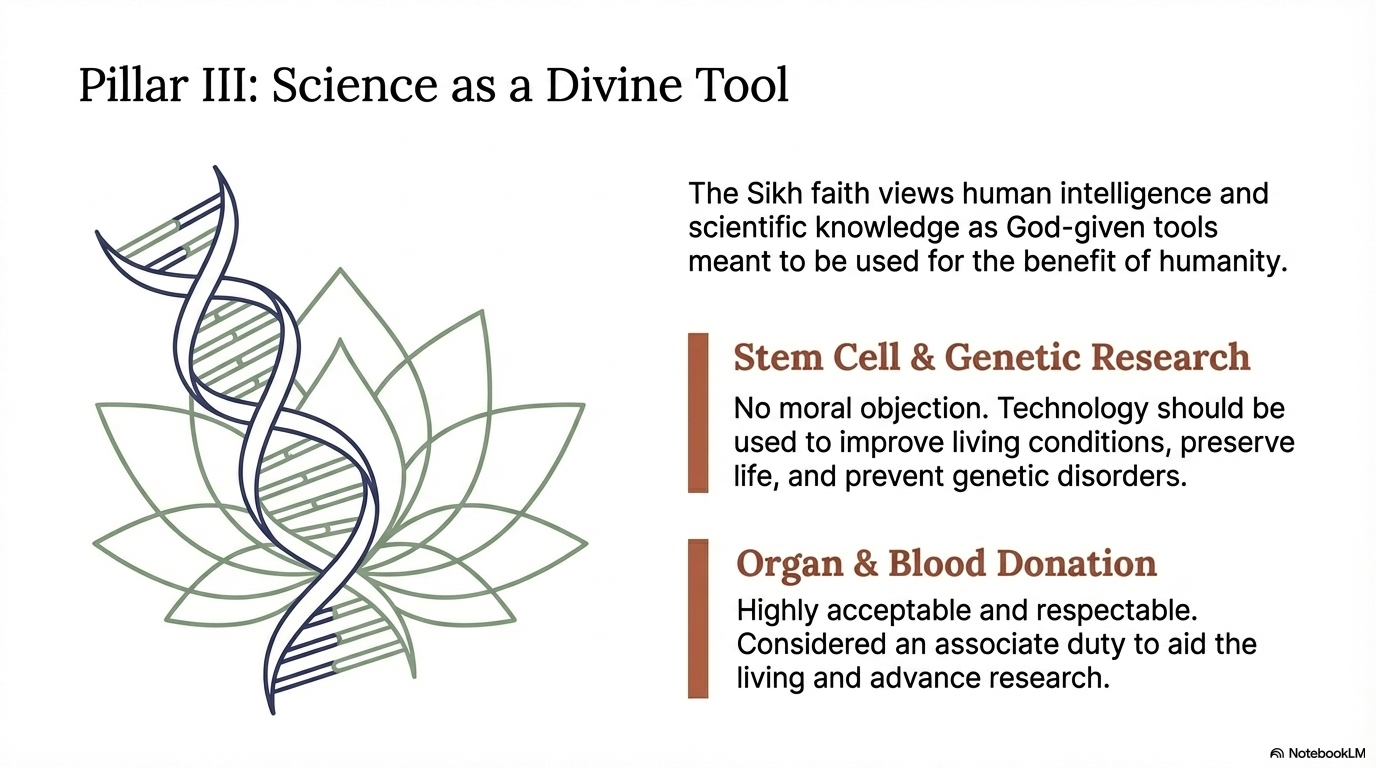 Pillar III: Science as a Divine Tool
The Sikh faith views human intelligence and
scientific knowledge as God-given tools
meant to be used for the benefit of humanity.
Stem Cell & Genetic Research
No moral objection. Technology should be
used to improve living conditions, preserve
life, and prevent genetic disorders.
Organ & Blood Donation
Highly acceptable and respectable.
Considered an associate duty to aid the
living and advance research.
NotebookLM